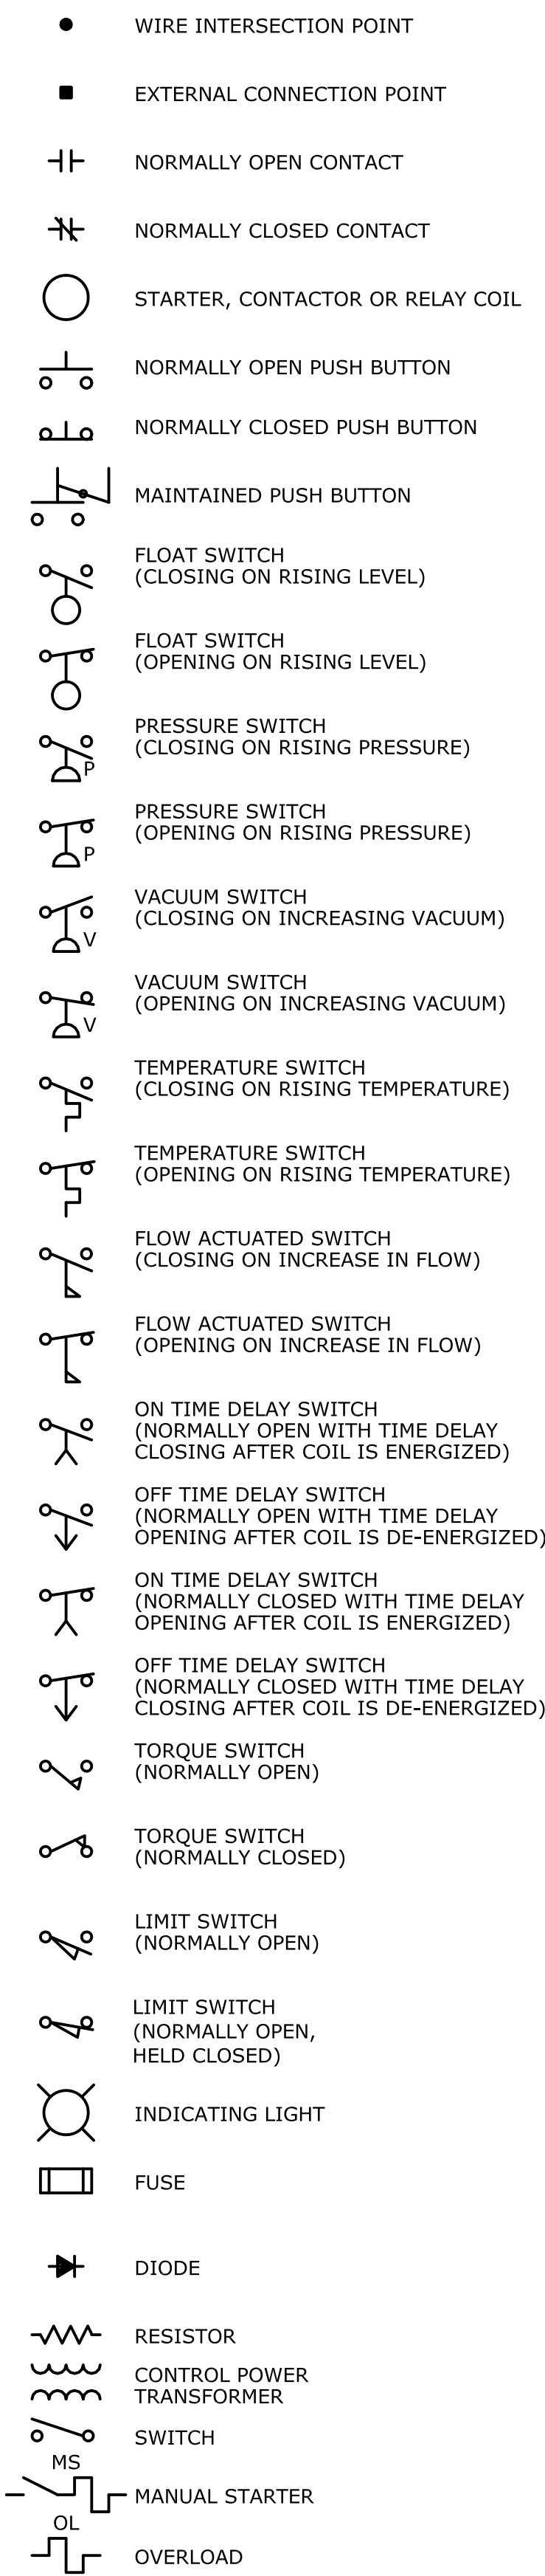 WIRE INTERSECTION POINT
EXTERNAL CONNECTION POINT
NORMALLY OPEN CONTACT
NORMALLY CLOSED CONTACT
STARTER, CONTACTOR OR RELAY COIL
NORMALLY OPEN PUSH BUTTON
NORMALLY CLOSED PUSH BUTTON
MAINTAINED PUSH BUTTON
FLOAT SWITCH
(CLOSING ON RISING LEVEL)
FLOAT SWITCH
(OPENING ON RISING LEVEL)
PRESSURE SWITCH
(CLOSING ON RISING PRESSURE)
P
PRESSURE SWITCH
(OPENING ON RISING PRESSURE)
P
VACUUM SWITCH
(CLOSING ON INCREASING VACUUM)
V
VACUUM SWITCH
(OPENING ON INCREASING VACUUM)
V
TEMPERATURE SWITCH
(CLOSING ON RISING TEMPERATURE)
TEMPERATURE SWITCH
(OPENING ON RISING TEMPERATURE)
FLOW ACTUATED SWITCH
(CLOSING ON INCREASE IN FLOW)
FLOW ACTUATED SWITCH
(OPENING ON INCREASE IN FLOW)
ON TIME DELAY SWITCH
(NORMALLY OPEN WITH TIME DELAY
CLOSING AFTER COIL IS ENERGIZED)
OFF TIME DELAY SWITCH
(NORMALLY OPEN WITH TIME DELAY
OPENING AFTER COIL IS DE-ENERGIZED)
ON TIME DELAY SWITCH
(NORMALLY CLOSED WITH TIME DELAY
OPENING AFTER COIL IS ENERGIZED)
OFF TIME DELAY SWITCH
(NORMALLY CLOSED WITH TIME DELAY
CLOSING AFTER COIL IS DE-ENERGIZED)
TORQUE SWITCH
(NORMALLY OPEN)
TORQUE SWITCH
(NORMALLY CLOSED)
LIMIT SWITCH
(NORMALLY OPEN)
LIMIT SWITCH
(NORMALLY OPEN,
HELD CLOSED)
INDICATING LIGHT
FUSE
DIODE
RESISTOR
CONTROL POWER
TRANSFORMER
SWITCH
MS
MANUAL STARTER
OL
OVERLOAD